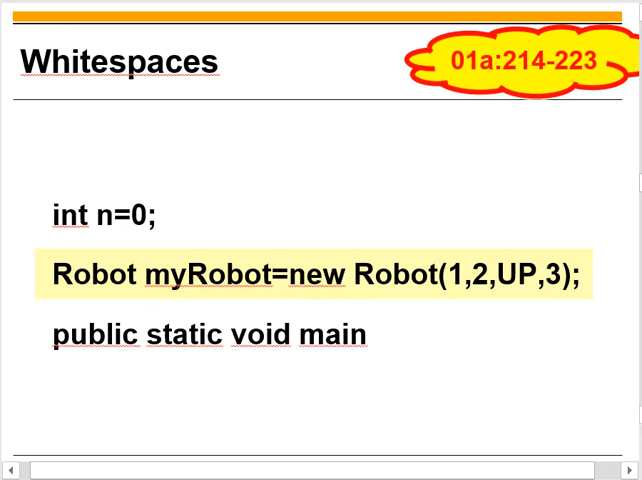 Whitespaces
01a:214-223
int n=0;
Robot myRobot=new Robot(1,2,UP,3);
public static void main